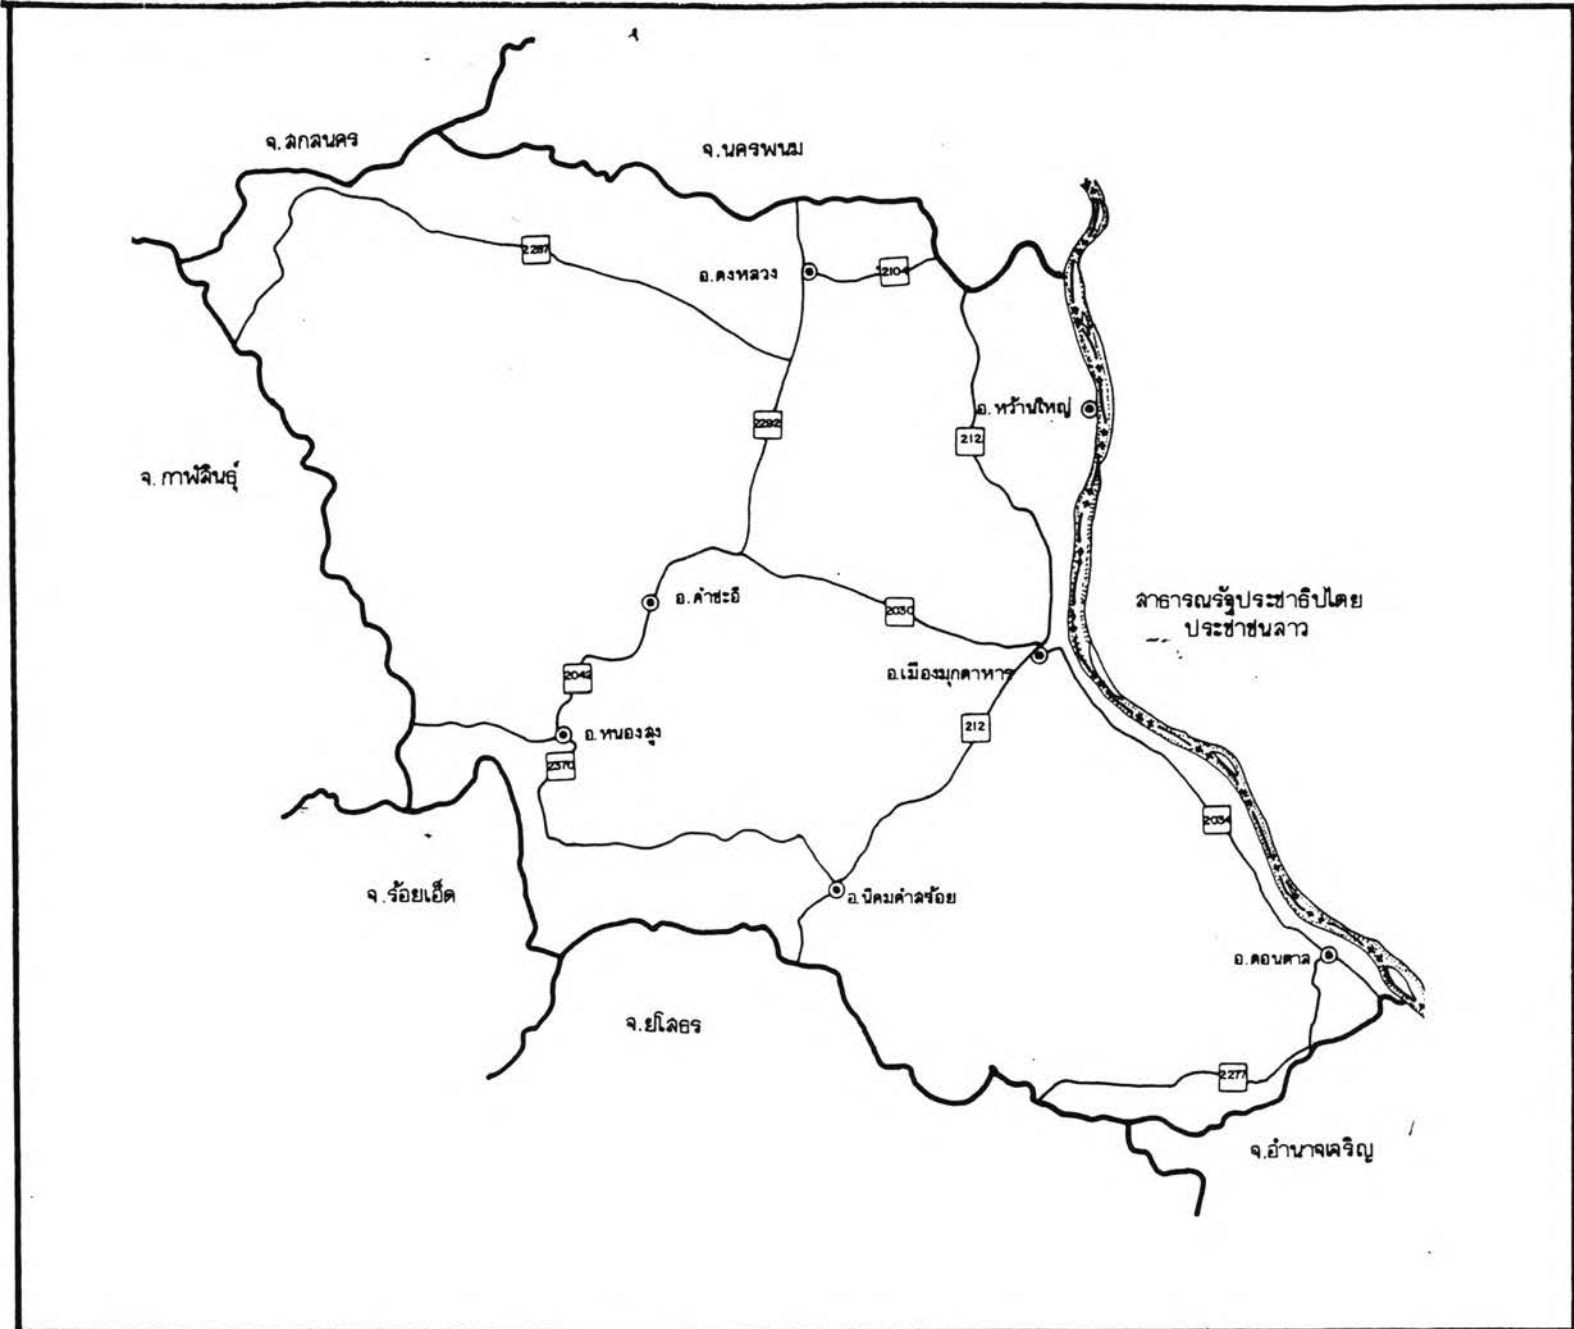 จ.สกลนคร
จ.นครพนม
2287
อ.ดงหลวง
2104
อ.หว้านใหญ่
2292
212
จ.กาฬสินธุ์
สาธารณรัฐประชาธิปไตย
ประชาชนลาว
อ.คำชะอี
2030
อ.เมืองมุกดาหาร
2042
212
อ.หนองสูง
2370
2034
จ.ร้อยเอ็ด
อ.นิคมคำสร้อย
อ.ดอนตาล
จ.ยโสธร
2277
จ.อำนาจเจริญ